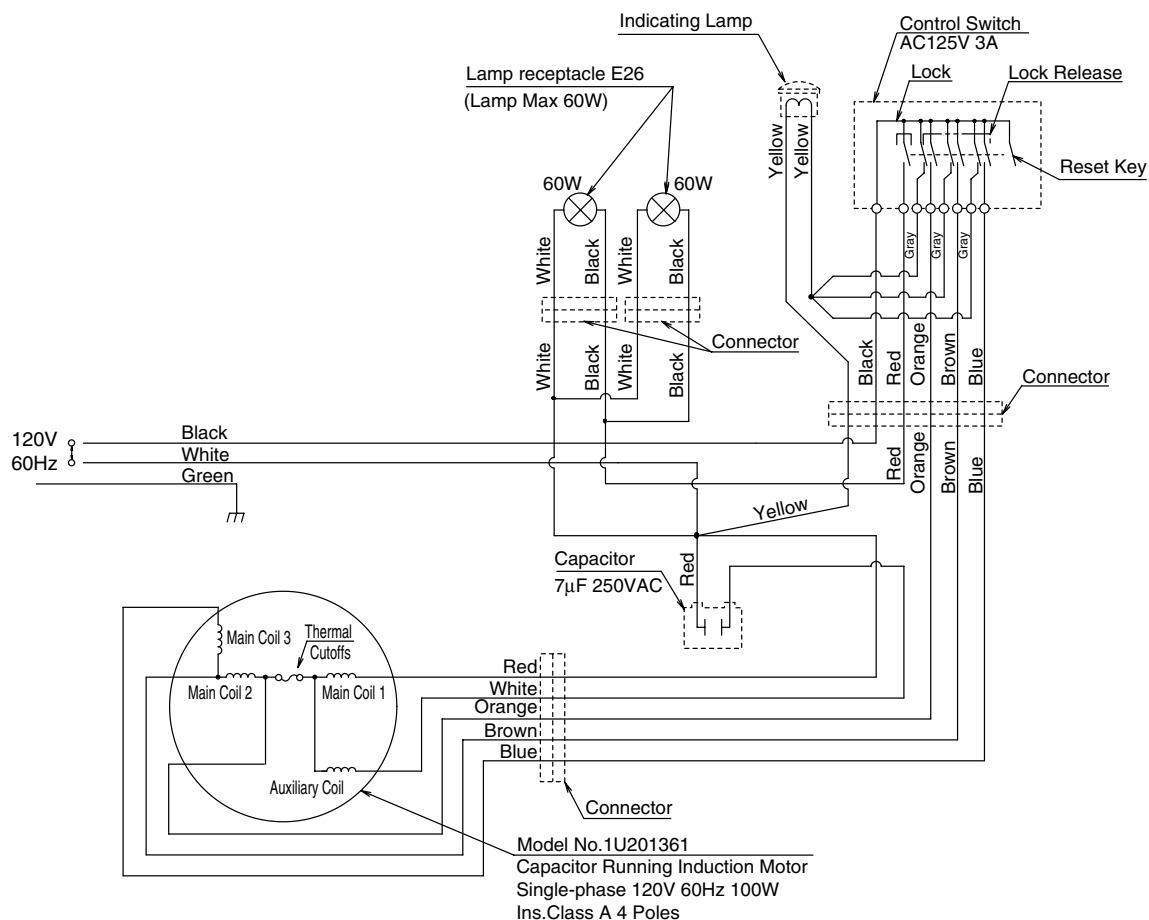 Indicating Lamp
Control Switch
AC125V 3A
Lock
Lock Release
Reset Key
Lamp receptacle E26
(Lamp Max 60W)
60W
60W
Yellow
Yellow
White
Black
White
Black
Gray
Gray
Gray
Connector
White
Black
White
Black
Black
Red
Orange
Brown
Blue
Connector
120V
60Hz
Black
White
Green
Red
Orange
Brown
Blue
Yellow
Capacitor
7μF 250VAC
Red
Main Coil 3
Thermal
Cutoffs
Main Coil 2
Main Coil 1
Auxiliary Coil
Red
White
Orange
Brown
Blue
Connector
Model No.1U201361
Capacitor Running Induction Motor
Single-phase 120V 60Hz 100W
Ins.Class A 4 Poles